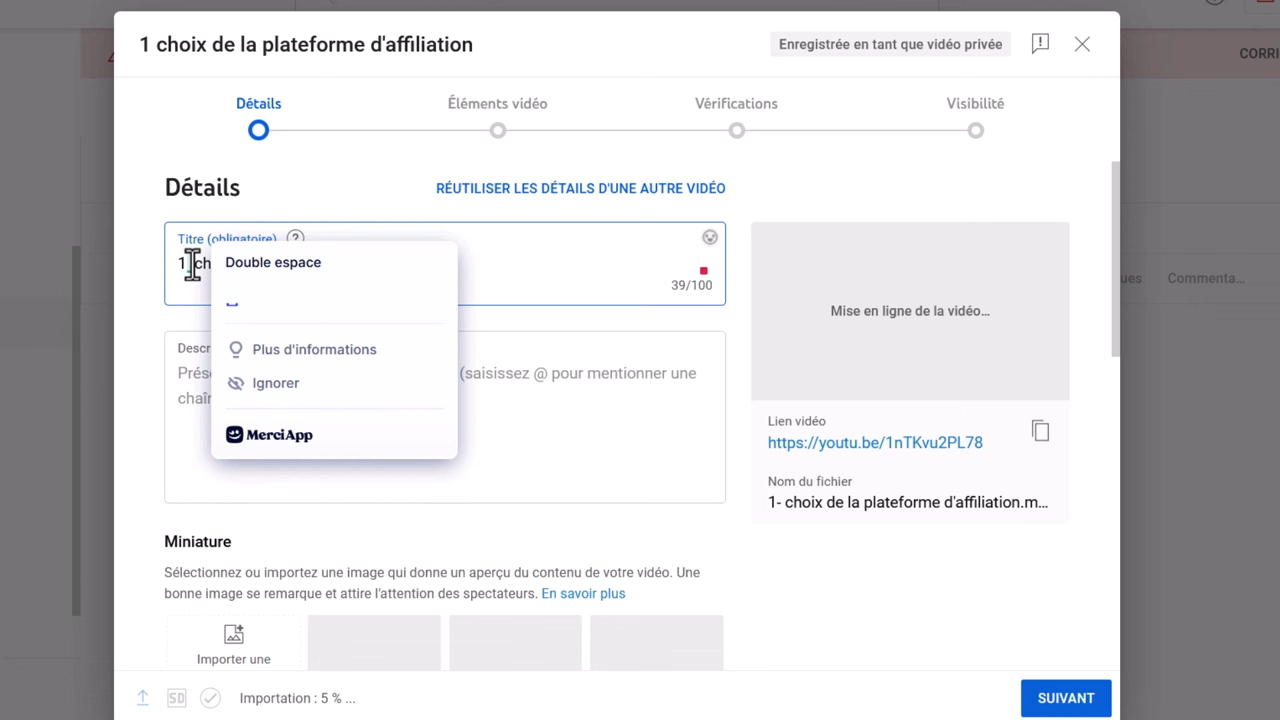 1 choix de la plateforme d'affiliation
Enregistrée en tant que vidéo privée
CORRI
Détails
Éléments vidéo
Vérifications
Visibilité
Détails
RÉUTILISER LES DÉTAILS D'UNE AUTRE VIDÉO
Titre (obligatoire)
1 ch
39/100
Double espace
Plus d'informations
Ignorer
MerciApp
Descr
Prése
(saisissez @ pour mentionner une
chaîn
Mise en ligne de la vidéo…
Lien vidéo
https://youtu.be/1nTKvu2PL78
Nom du fichier
1- choix de la plateforme d'affiliation.m…
ues
Commenta…
Miniature
Sélectionnez ou importez une image qui donne un aperçu du contenu de votre vidéo. Une
bonne image se remarque et attire l'attention des spectateurs. En savoir plus
Importer une
SD
Importation : 5 % ...
SUIVANT